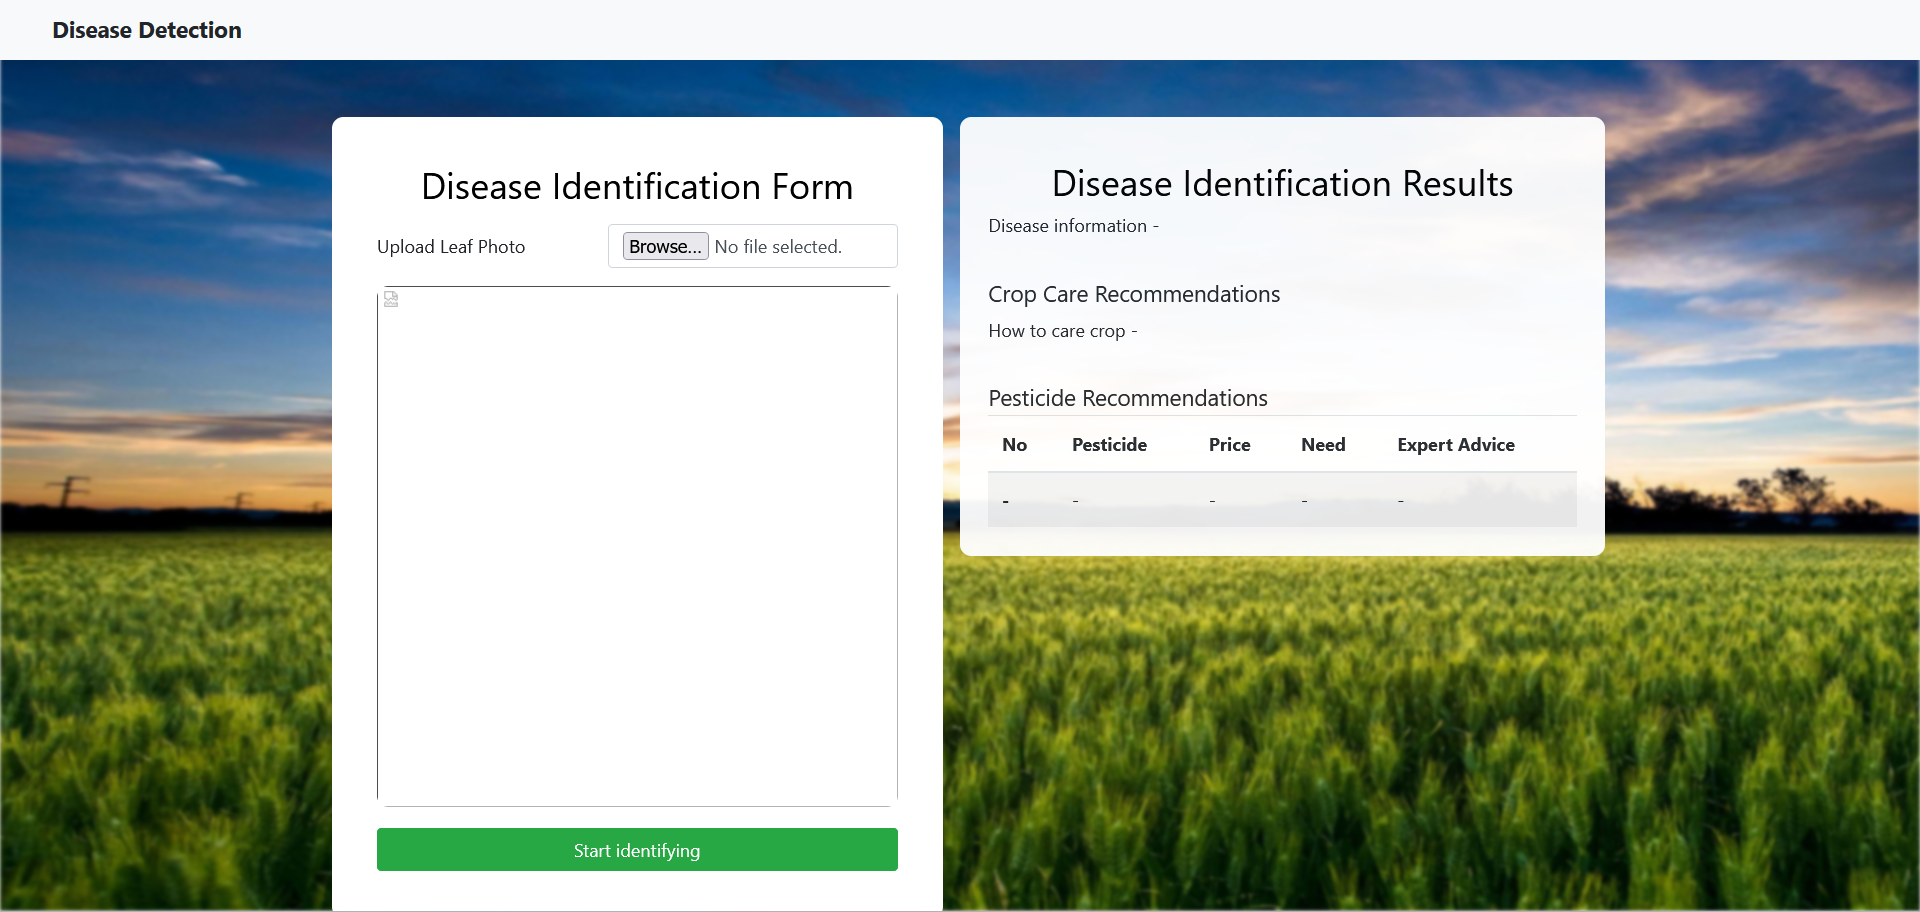 Disease Detection
Disease Identification Form
Upload Leaf Photo
Browse... No file selected.
Start identifying
Disease Identification Results
Disease information -
Crop Care Recommendations
How to care crop -
Pesticide Recommendations
No Pesticide Price Need Expert Advice
- - - - -